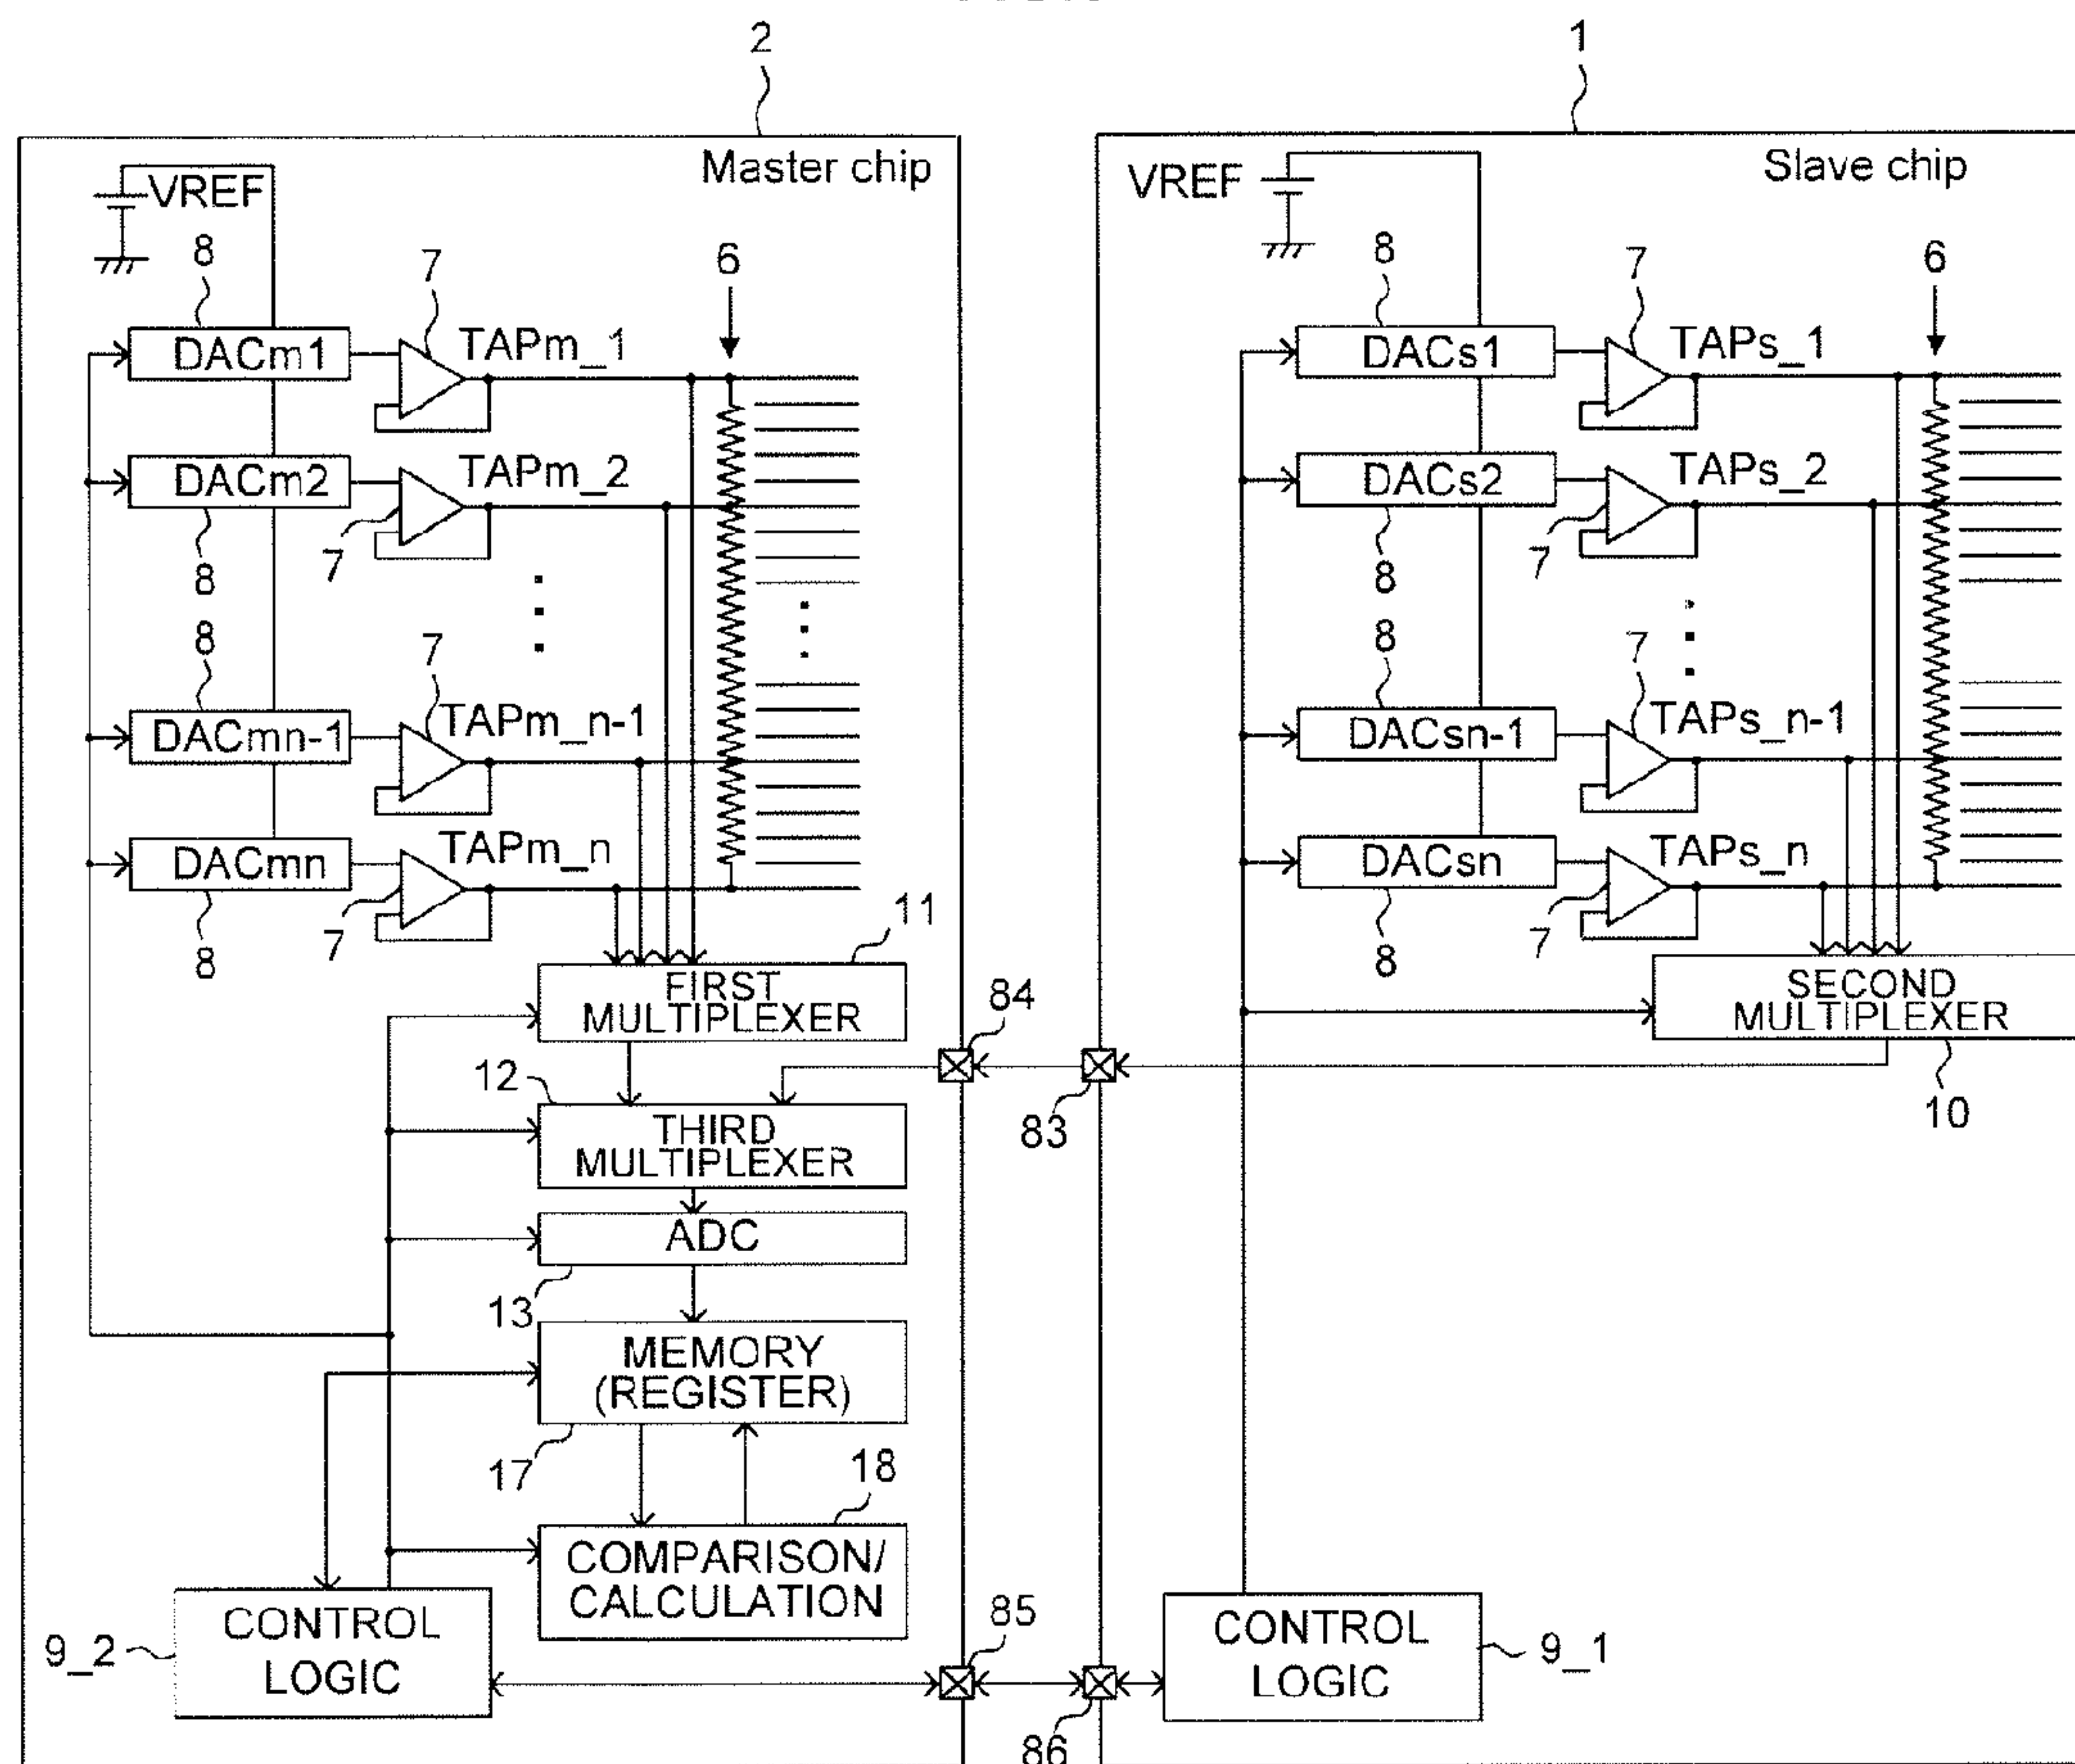 2
1
Master chip
Slave chip
VREF
VREF
8
7
6
8
7
6
DACm1
TAPm_1
DACs1
TAPs_1
DACm2
TAPm_2
DACs2
TAPs_2
8
7
8
7
8
7
8
7
DACmn-1
TAPm_n-1
DACsn-1
TAPs_n-1
DACmn
TAPm_n
DACsn
TAPs_n
8
7
11
8
7
FIRST
MULTIPLEXER
84
SECOND
MULTIPLEXER
12
83
10
THIRD
MULTIPLEXER
ADC
13
MEMORY
(REGISTER)
17
18
COMPARISON/
CALCULATION
85
9_2
CONTROL
LOGIC
CONTROL
LOGIC
9_1
86